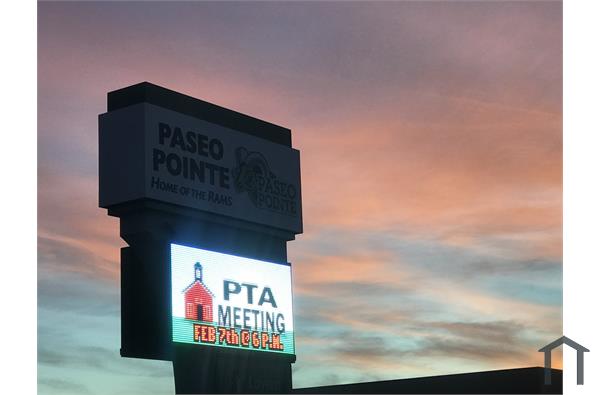 PASEO
POINTE
HOME OF THE RAMS
PASEO
POINTE
PTA
MEETING
FEB 7th @ 6 P.M.